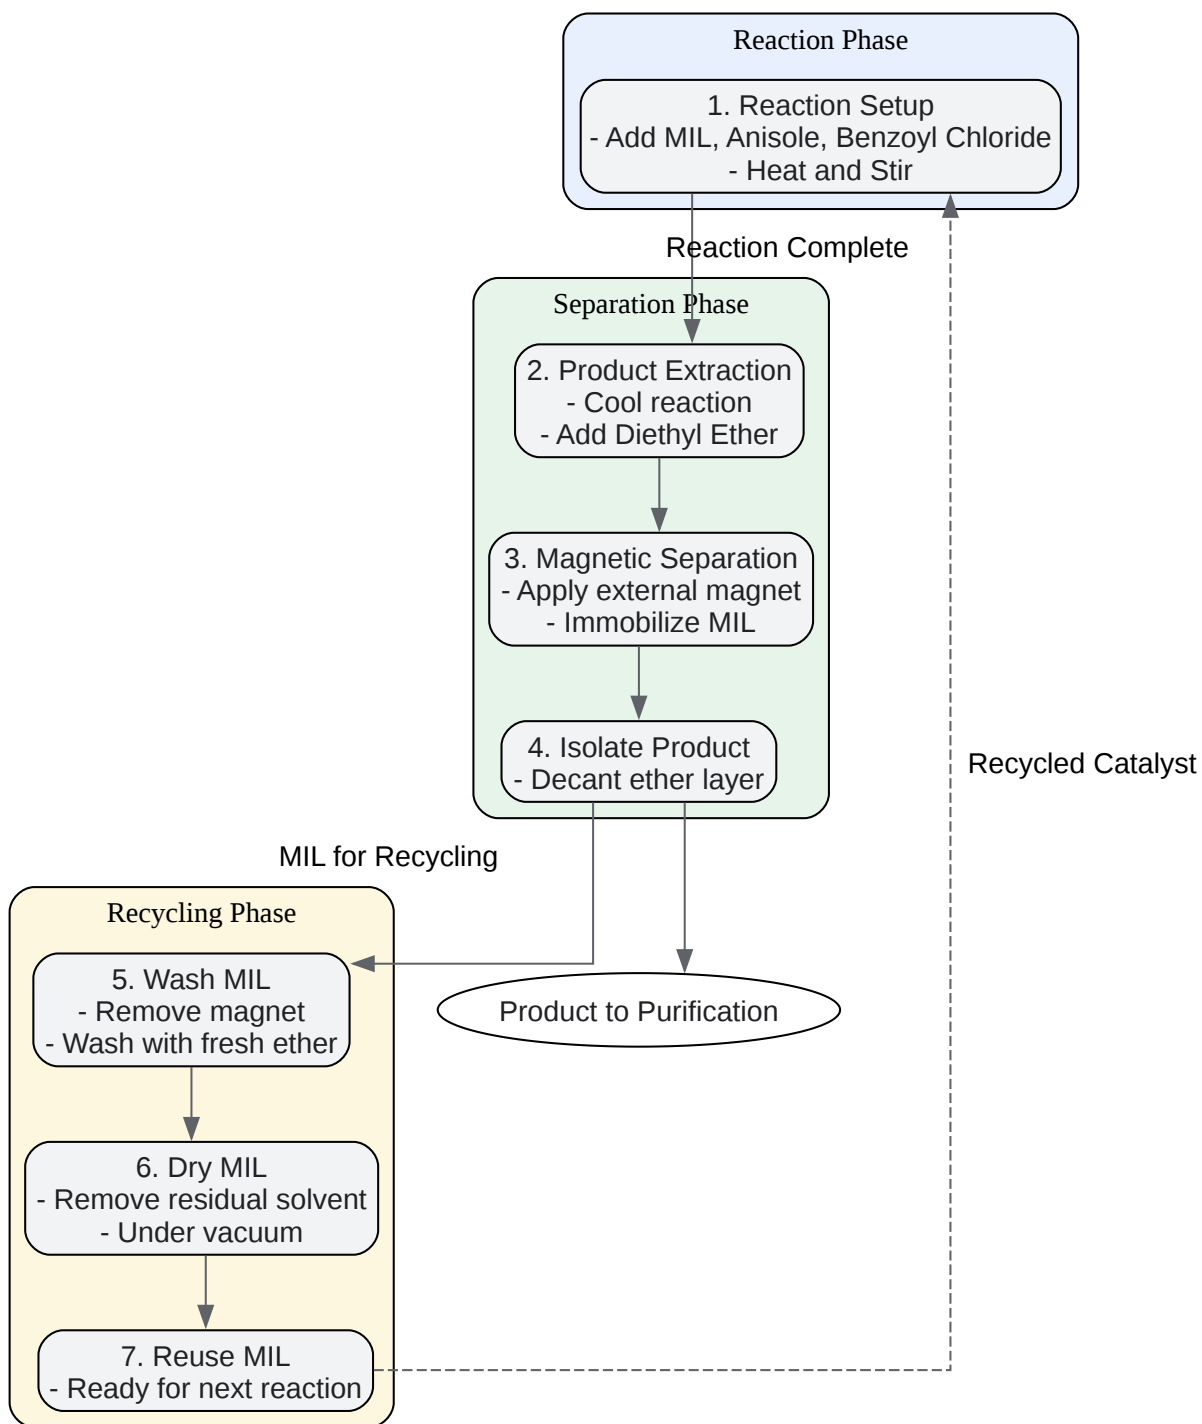 Reaction Phase
1. Reaction Setup
- Add MIL, Anisole, Benzoyl Chloride
- Heat and Stir
Reaction Complete
Separation Phase
2. Product Extraction
- Cool reaction
- Add Diethyl Ether
3. Magnetic Separation
- Apply external magnet
- Immobilize MIL
4. Isolate Product
- Decant ether layer
Recycled Catalyst
MIL for Recycling
Recycling Phase
5. Wash MIL
- Remove magnet
- Wash with fresh ether
Product to Purification
6. Dry MIL
- Remove residual solvent
- Under vacuum
7. Reuse MIL
- Ready for next reaction